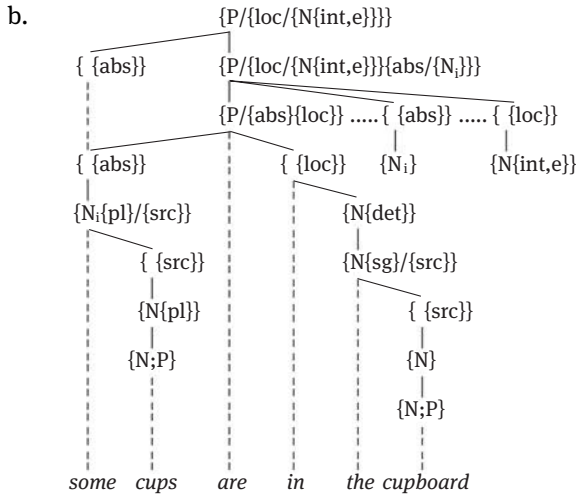 b.
{P/{loc/{N{int,e}}}}
{ {abs}} {P/{loc/{N{int,e}}}{abs/{Nᵢ}}}
{P/{abs}{loc}} ..... { {abs}} ..... { {loc}}
{ {abs}} { {loc}} {Nᵢ} {N{int,e}}
{Nᵢ{pl}/{src}} {N{det}}
{ {src}} {N{sg}/{src}}
{N{pl}} { {src}}
{N;P} {N}
{N;P}
some cups are in the cupboard